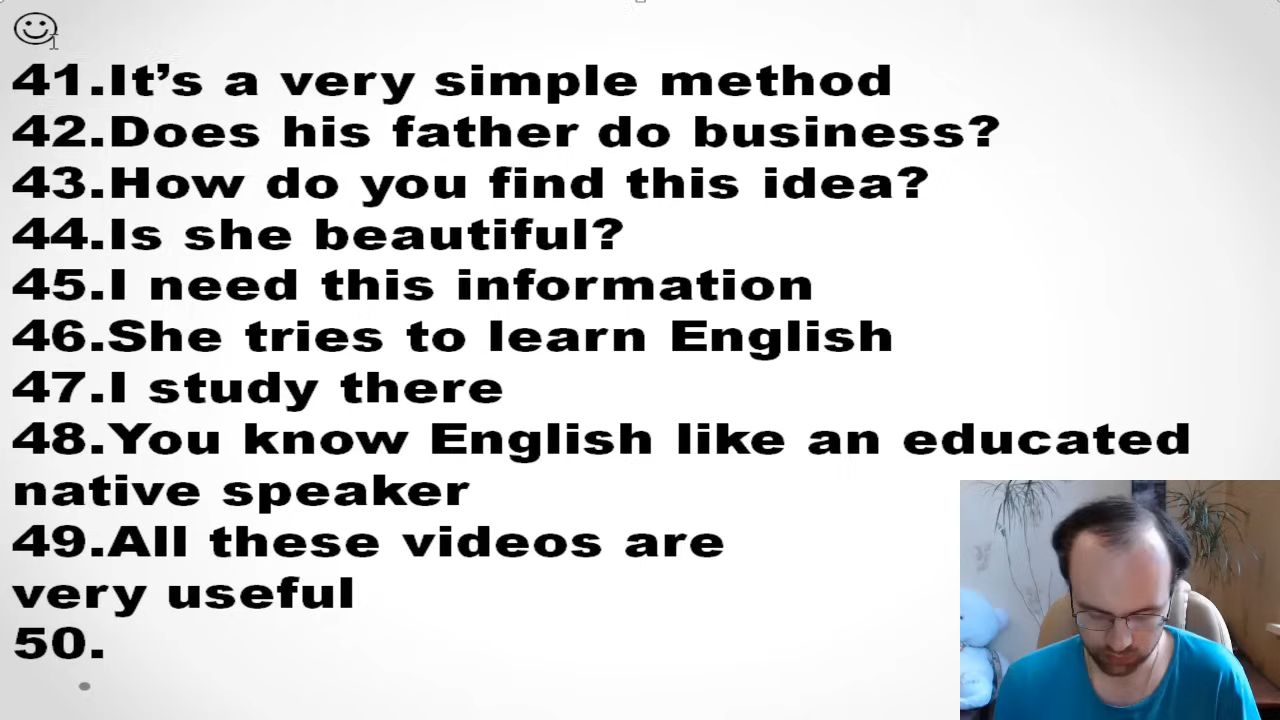 41.It’s a very simple method
42.Does his father do business?
43.How do you find this idea?
44.Is she beautiful?
45.I need this information
46.She tries to learn English
47.I study there
48.You know English like an educated
native speaker
49.All these videos are
very useful
50.